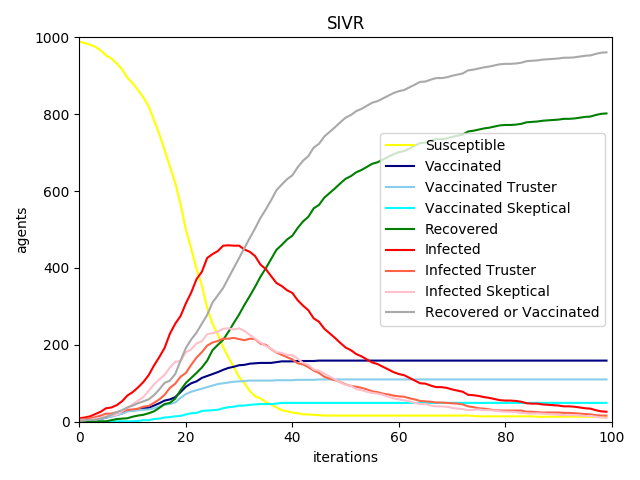 SIVR
1000
800
600
400
200
0
agents
Susceptible
Vaccinated
Vaccinated Truster
Vaccinated Skeptical
Recovered
Infected
Infected Truster
Infected Skeptical
Recovered or Vaccinated
0 20 40 60 80 100
iterations